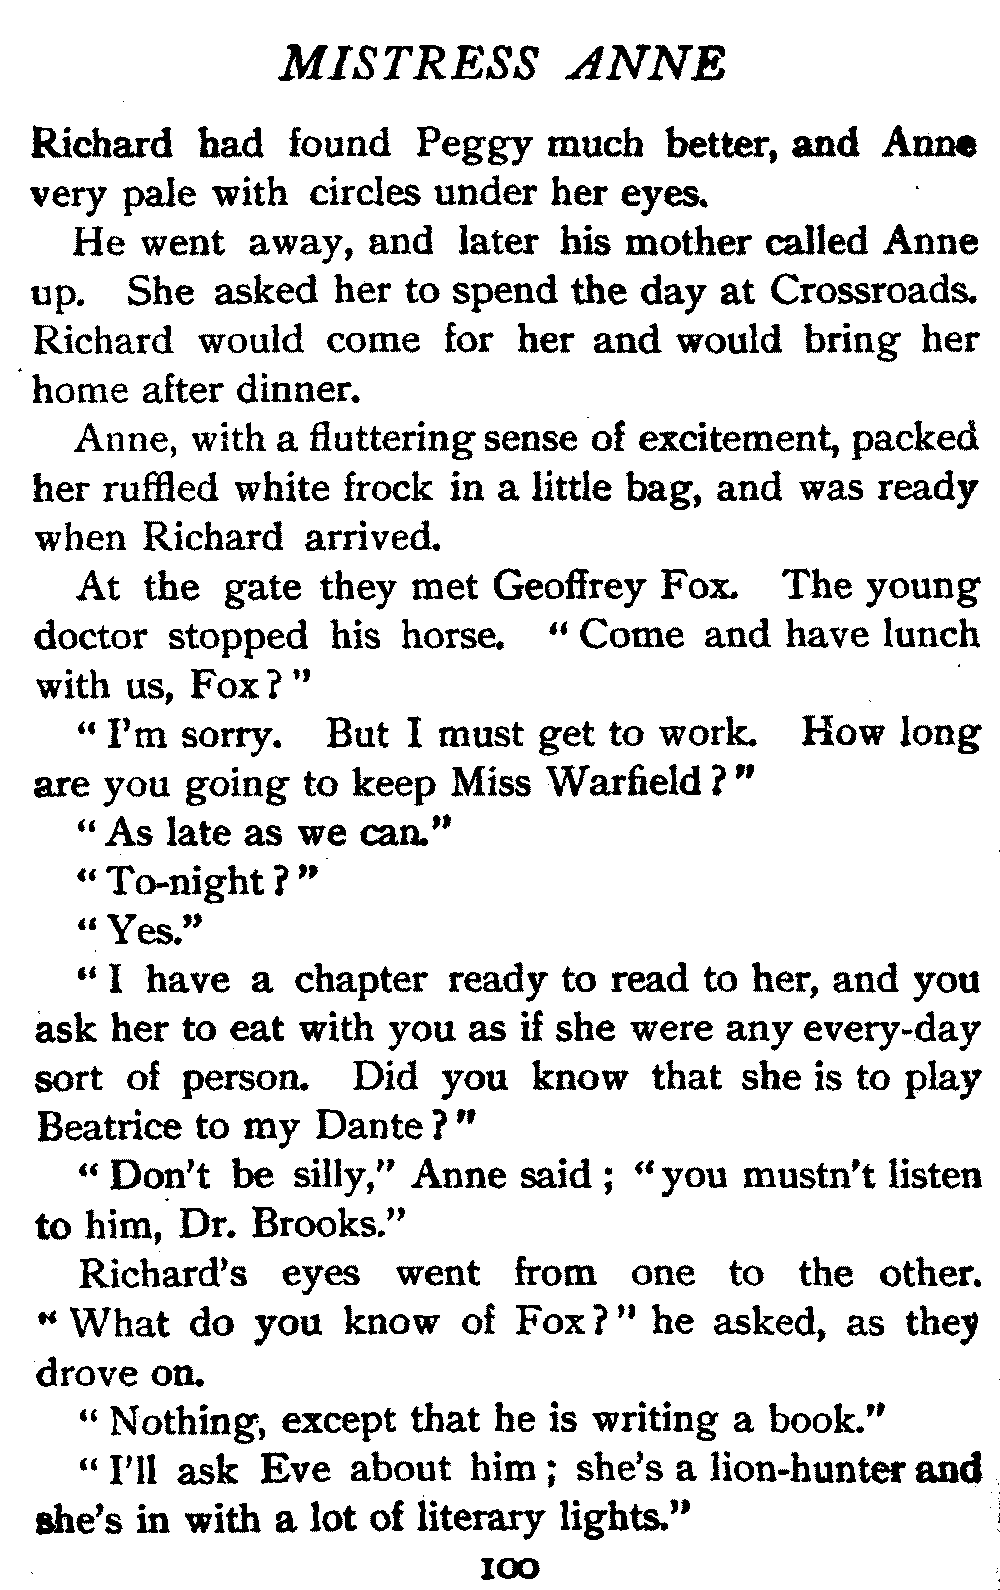 MISTRESS ANNE
Richard had found Peggy much better, and Anne
very pale with circles under her eyes.
He went away, and later his mother called Anne
up. She asked her to spend the day at Crossroads.
Richard would come for her and would bring her
home after dinner.
Anne, with a fluttering sense of excitement, packed
her ruffled white frock in a little bag, and was ready
when Richard arrived.
At the gate they met Geoffrey Fox. The young
doctor stopped his horse. "Come and have lunch
with us, Fox?"
"I'm sorry. But I must get to work. How long
are you going to keep Miss Warfield?"
"As late as we can."
"To-night?"
"Yes."
"I have a chapter ready to read to her, and you
ask her to eat with you as if she were any every-day
sort of person. Did you know that she is to play
Beatrice to my Dante?"
"Don't be silly," Anne said; "you mustn't listen
to him, Dr. Brooks."
Richard's eyes went from one to the other.
"What do you know of Fox?" he asked, as they
drove on.
"Nothing, except that he is writing a book."
"I'll ask Eve about him; she's a lion-hunter and
she's in with a lot of literary lights."
100